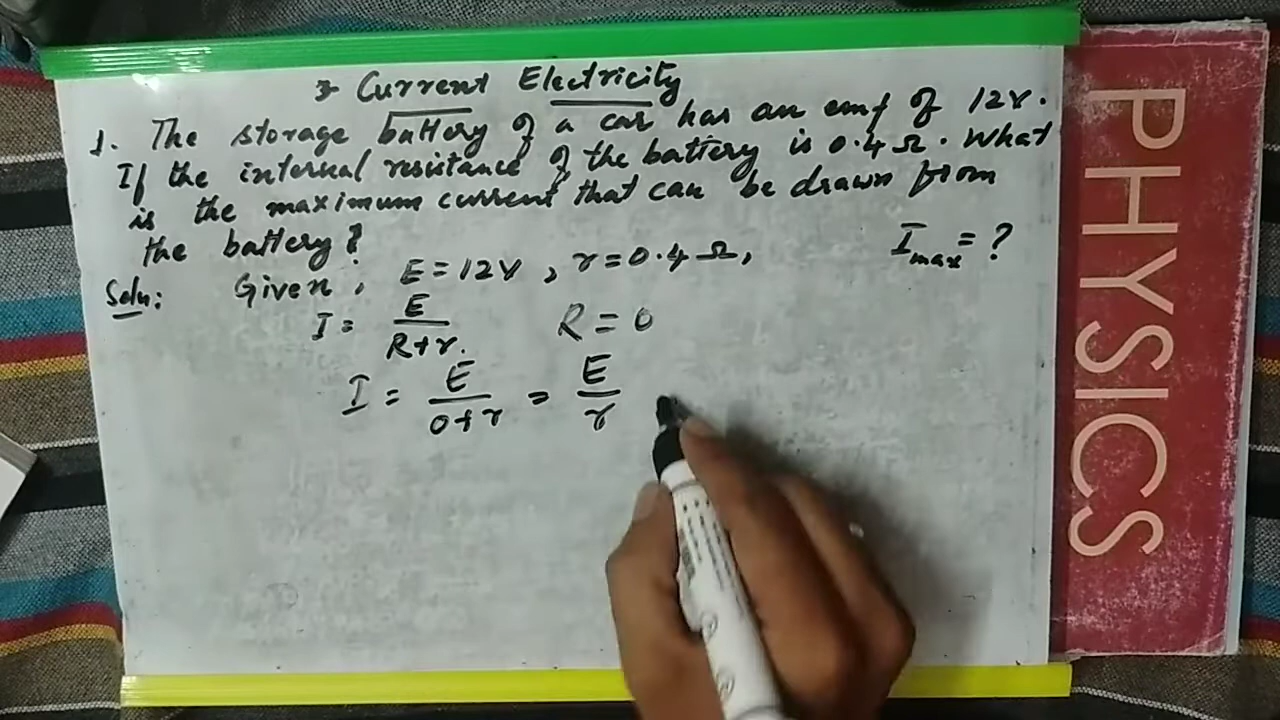 3- Current Electricity
1. The storage battery of a car has an emf of 12V.
If the internal resistance of the battery is 0.4 Ω. What
is the maximum current that can be drawn from
the battery?
Soln: Given: E = 12V, r = 0.4 Ω, I max = ?
I = E / R+r. R = 0
I = E / 0+r = E / r
PHYSICS